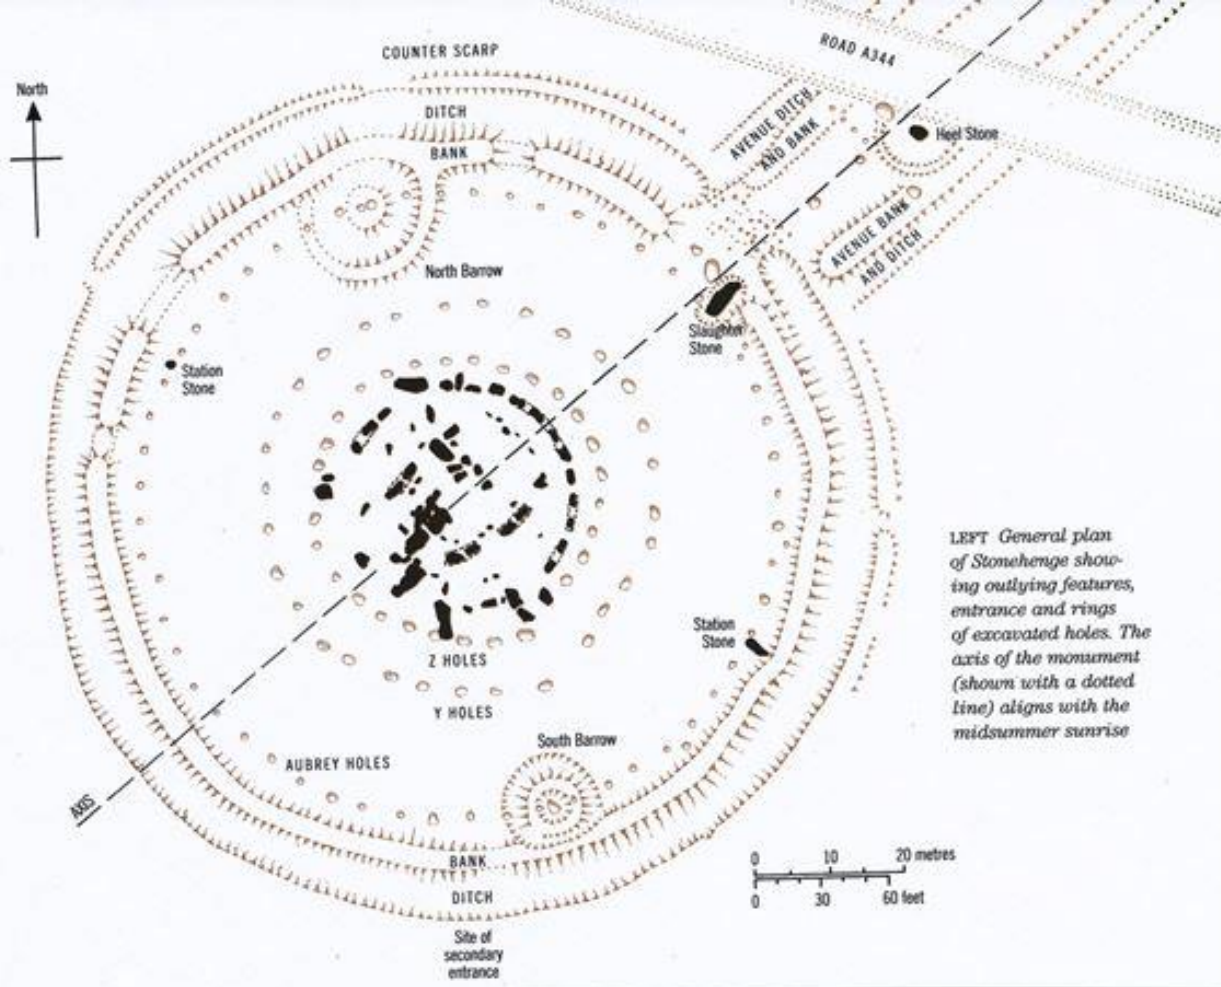 COUNTER SCARP
ROAD A344
North
DITCH
AVENUE DITCH
AND BANK
Heel Stone
BANK
AVENUE BANK
AND DITCH
North Barrow
Slaughter
Stone
Station
Stone
LEFT General plan
of Stonehenge show-
ing outlying features,
entrance and rings
of excavated holes. The
axis of the monument
(shown with a dotted
line) aligns with the
midsummer sunrise
Station
Stone
Z HOLES
Y HOLES
South Barrow
AUBREY HOLES
AXIS
BANK
0 10 20 metres
0 30 60 feet
DITCH
Site of
secondary
entrance